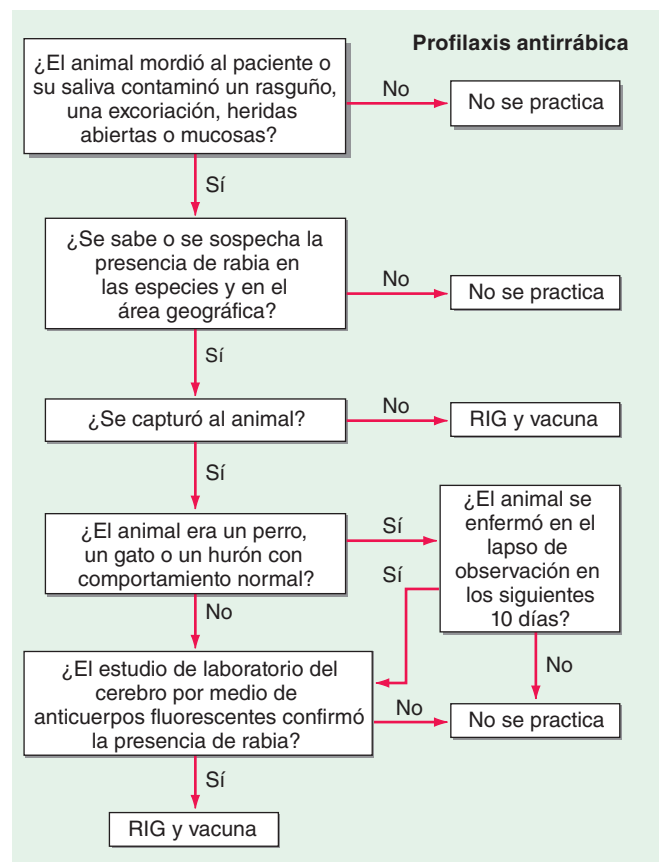 Profilaxis antirrábica
¿El animal mordió al paciente o
su saliva contaminó un rasguño,
una excoriación, heridas
abiertas o mucosas?
No
No se practica
Sí
¿Se sabe o se sospecha la
presencia de rabia en
las especies y en el
área geográfica?
No
No se practica
Sí
¿Se capturó al animal?
No
RIG y vacuna
Sí
¿El animal era un perro,
un gato o un hurón con
comportamiento normal?
Sí
¿El animal se
enfermó en el
lapso de
observación en
los siguientes
10 días?
Sí
No
No
¿El estudio de laboratorio del
cerebro por medio de
anticuerpos fluorescentes confirmó
la presencia de rabia?
No
No se practica
Sí
RIG y vacuna